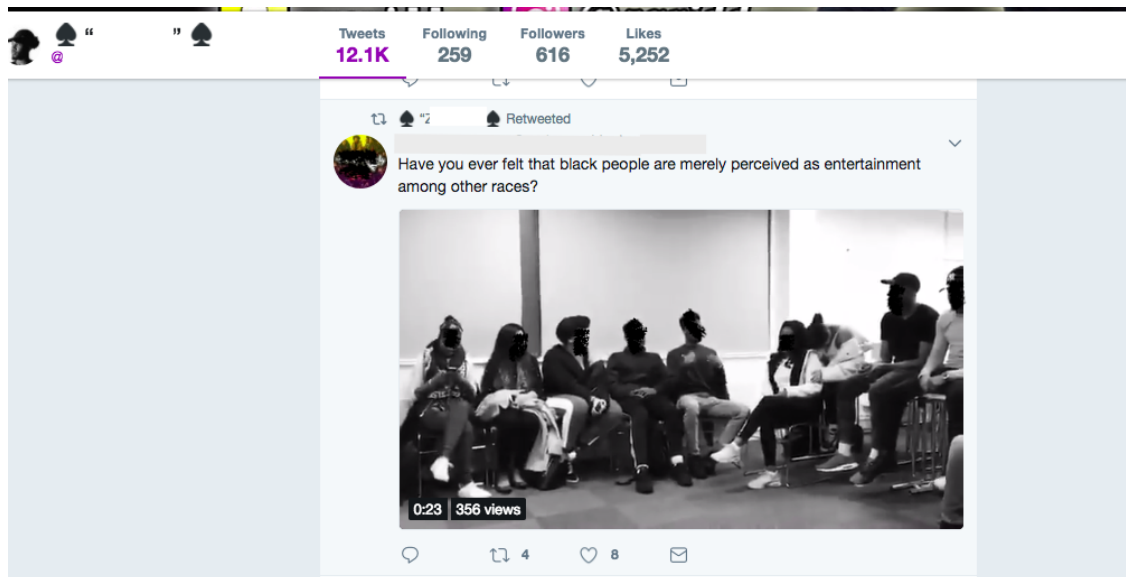 “ ”
@
Tweets Following Followers Likes
12.1K 259 616 5,252
Retweeted
Have you ever felt that black people are merely perceived as entertainment
among other races?
0:23 356 views
4 8